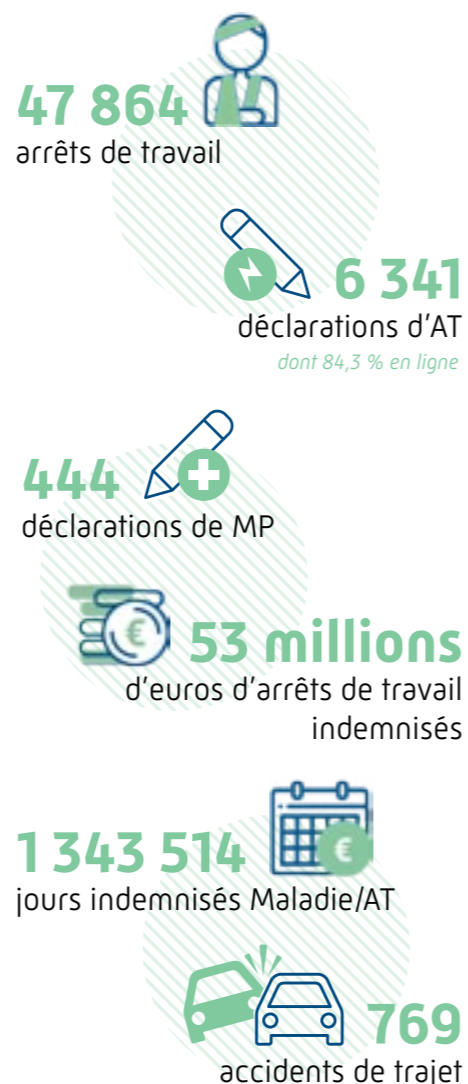 47 864
arrêts de travail
6 341
déclarations d'AT
dont 84,3 % en ligne
444
déclarations de MP
€
53 millions
d'euros d'arrêts de travail
indemnisés
1 343 514
€
jours indemnisés Maladie/AT
769
accidents de trajet